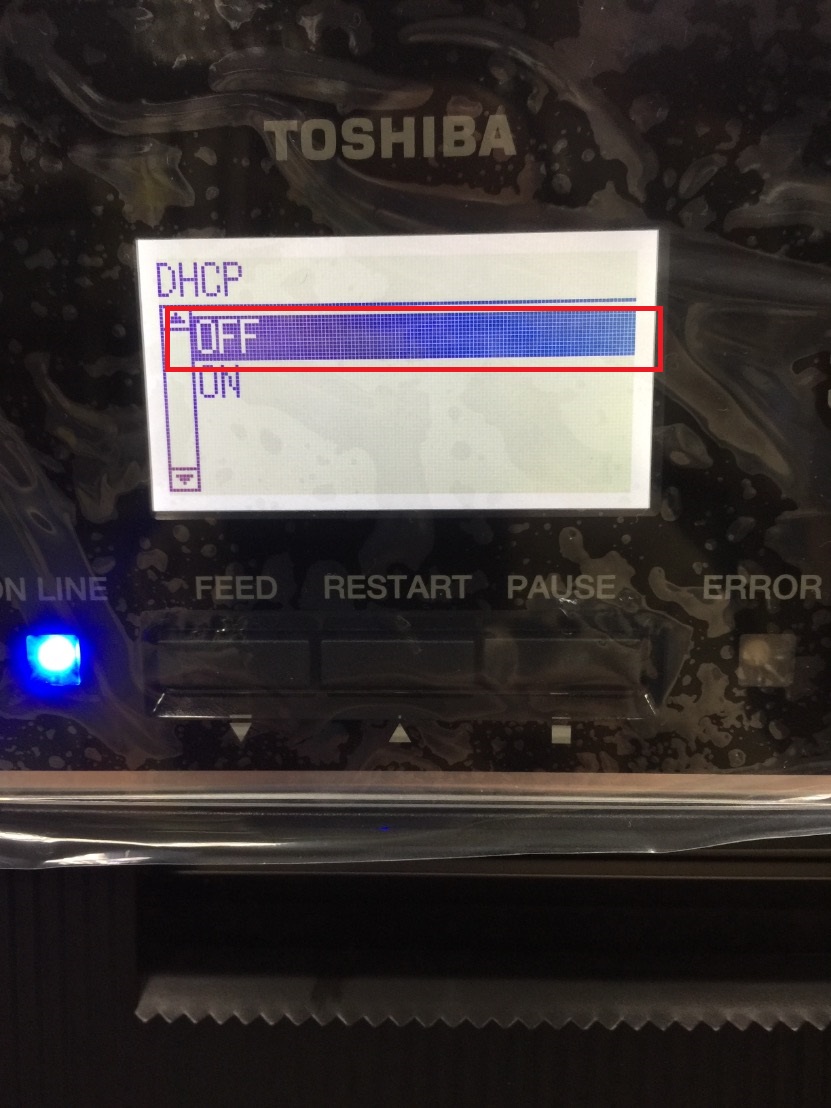 TOSHIBA
DHCP
OFF
ON
ON LINE FEED RESTART PAUSE ERROR